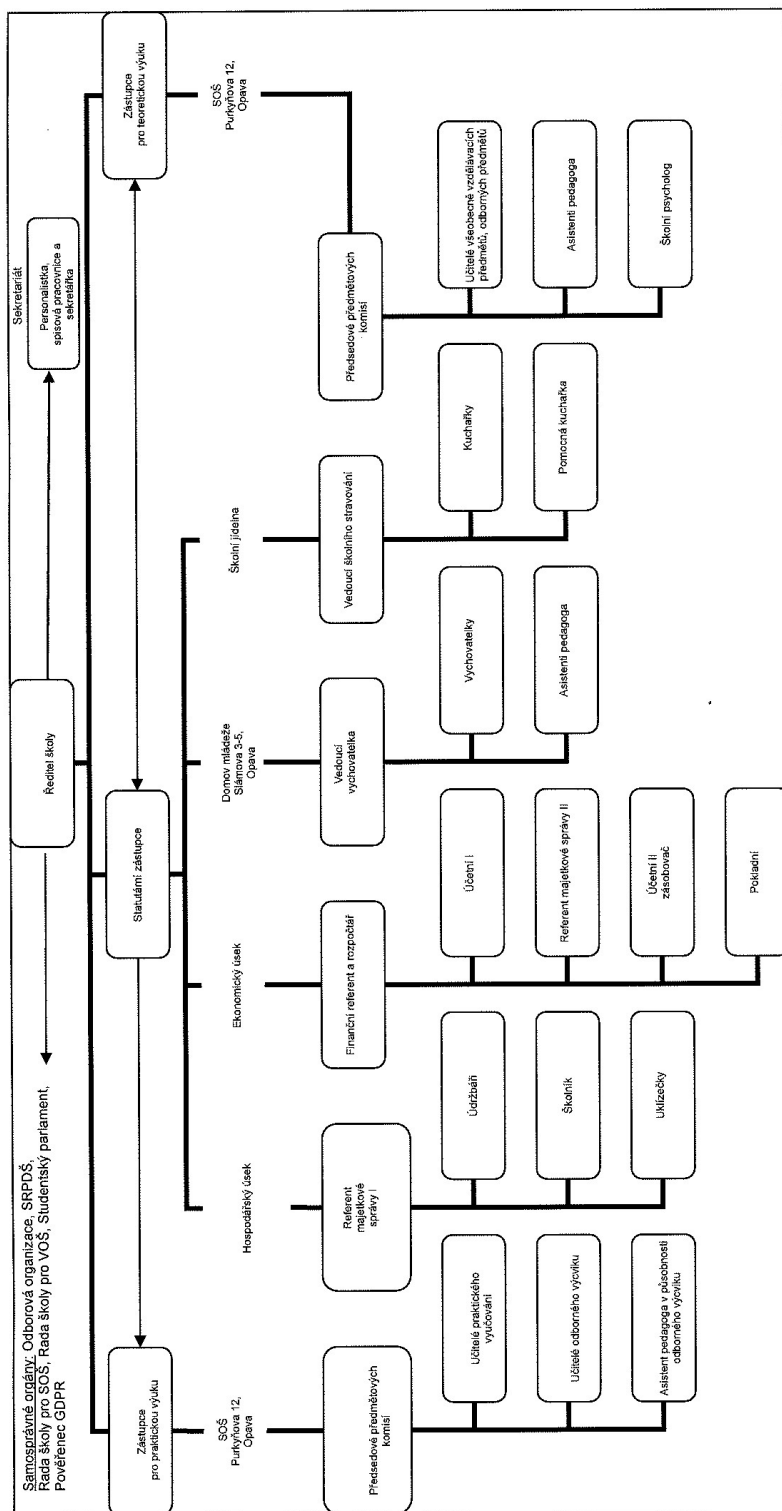 Samosprávné orgány: Odborová organizace, SRPDŠ,
Rada školy pro SOŠ, Rada školy pro VOŠ, Studentský parlament,
Pověřenec GDPR
Ředitel školy
Sekretariát
Personalistka,
spisová pracovnice a
sekretářka
Zástupce
pro praktickou výuku
Statutární zástupce
Zástupce
pro teoretickou výuku
SOŠ
Purkyňova 12,
Opava
Hospodářský úsek
Ekonomický úsek
Domov mládeže
Slámova 3-5,
Opava
Školní jídelna
SOŠ
Purkyňova 12,
Opava
Předsedové předmětových
komisí
Referent
majetkové
správy I
Finanční referent a rozpočtář
Vedoucí
vychovatelka
Vedoucí školního stravování
Předsedové předmětových
komisí
Učitelé praktického
vyučování
Učitelé odborného výcviku
Asistent pedagoga v působnosti
odborného výcviku
Údržbáři
Školník
Uklízečky
Účetní I
Referent majetkové správy II
Účetní II
zásobovač
Pokladní
Vychovatelky
Asistenti pedagoga
Kuchařky
Pomocná kuchařka
Učitelé všeobecně vzdělávacích
předmětů, odborných předmětů
Asistenti pedagoga
Školní psycholog